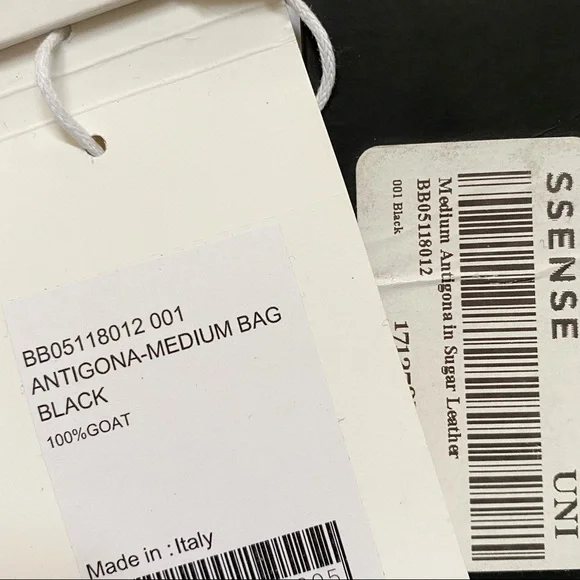 BB05118012 001
ANTIGONA-MEDIUM BAG
BLACK
100%GOAT
Made in : Italy
SSENSE
UNI
Medium Antigona in Sugar Leather
BB05118012
001 Black